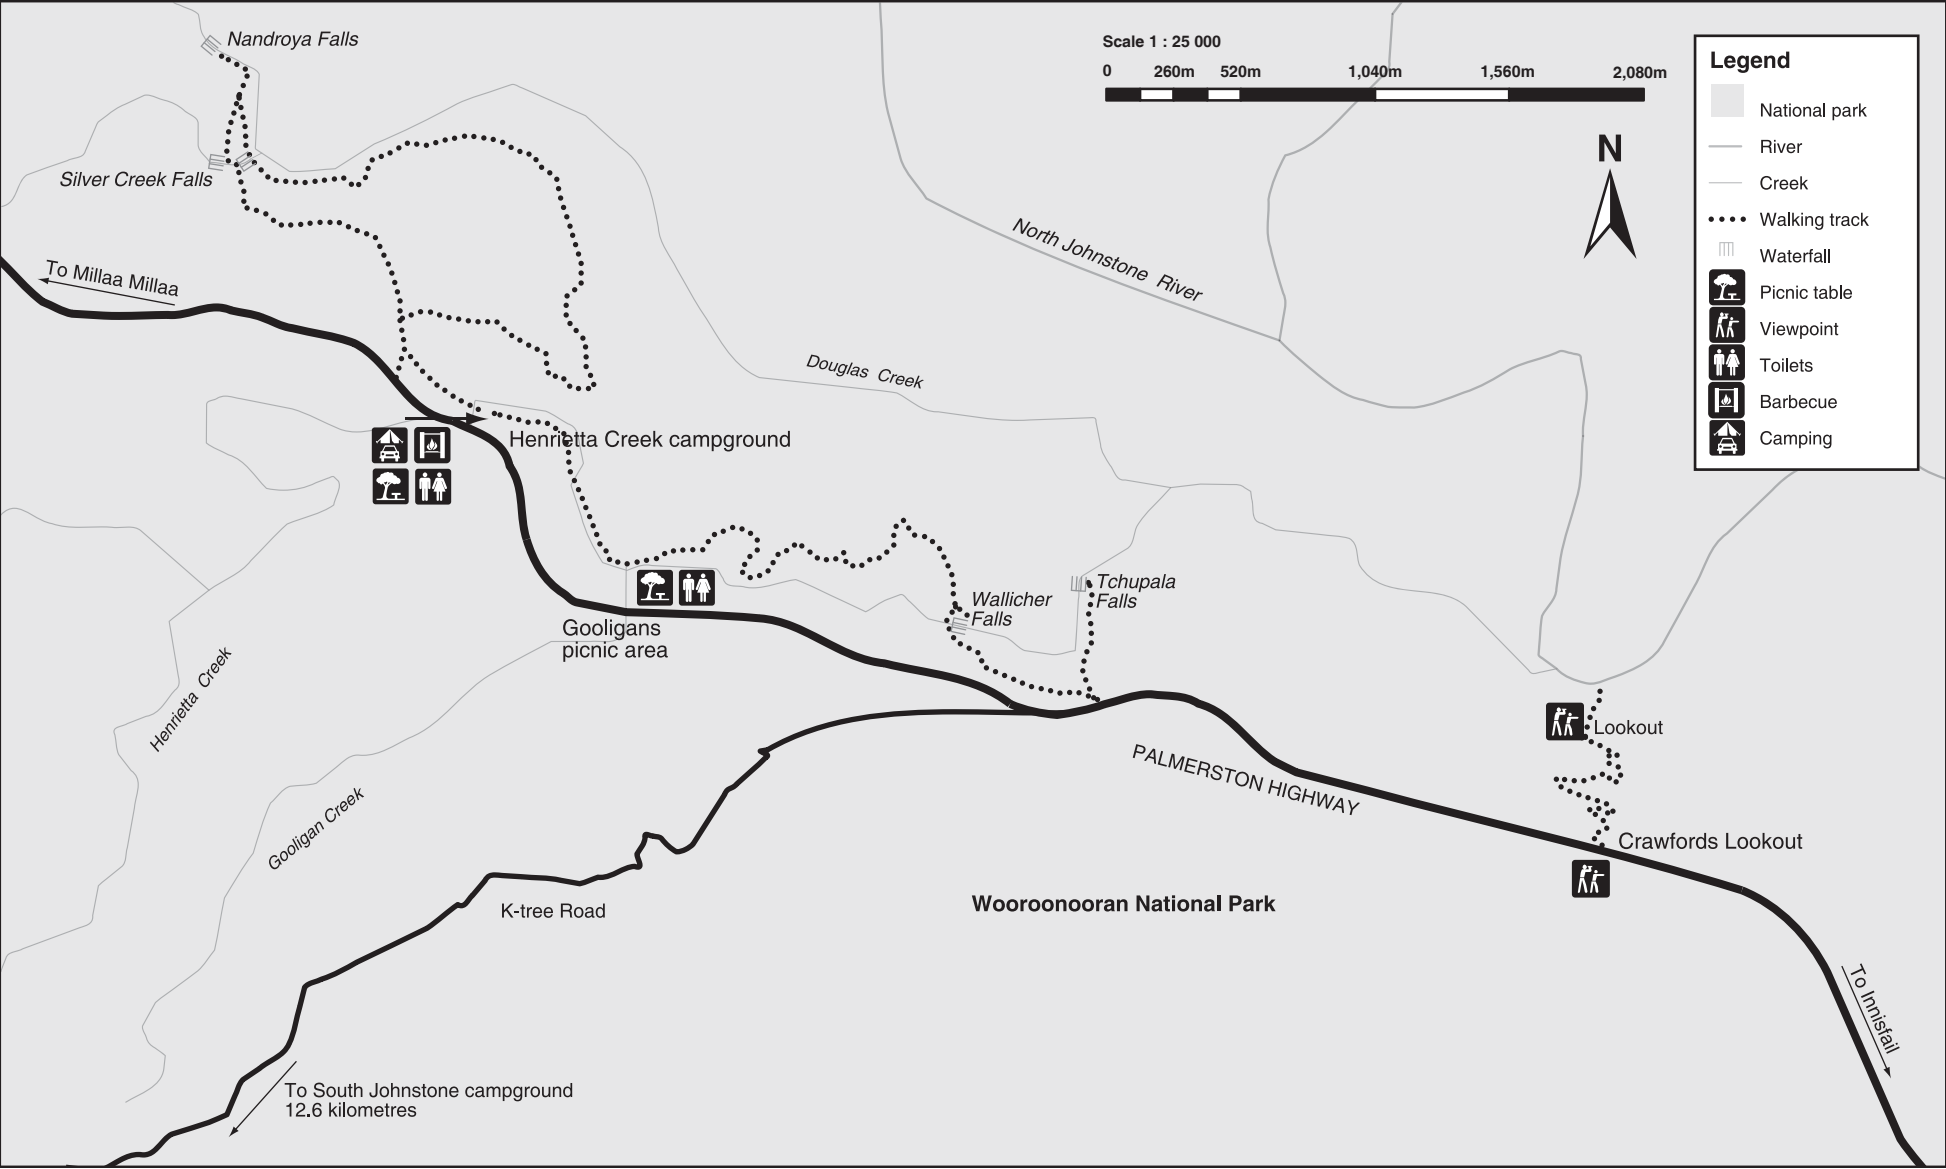 Nandroya Falls
Silver Creek Falls
To Millaa Millaa
Scale 1 : 25 000
0 260m 520m 1,040m 1,560m 2,080m
N
Legend
National park
River
Creek
Walking track
Waterfall
Picnic table
Viewpoint
Toilets
Barbecue
Camping
North Johnstone River
Douglas Creek
Henrietta Creek campground
Gooligans
picnic area
Wallicher
Falls
Tchupala
Falls
Henrietta Creek
Gooligan Creek
PALMERSTON HIGHWAY
Lookout
Crawfords Lookout
K-tree Road
Wooroonooran National Park
To Innisfail
To South Johnstone campground
12.6 kilometres